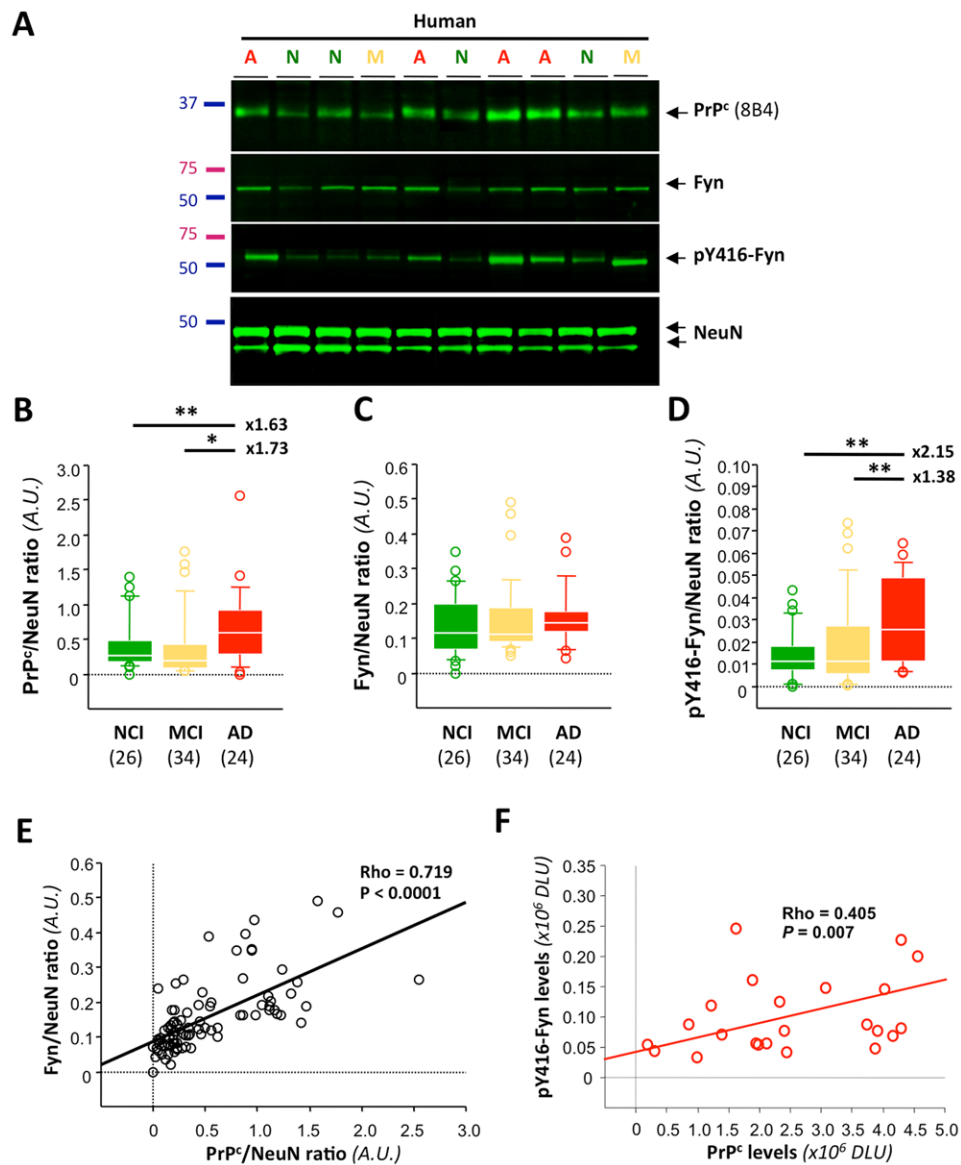 A
Human
A N N M A N A A N M
37
PrPᶜ (8B4)
75
50
Fyn
75
50
pY416-Fyn
50
NeuN
B
** x1.63
* x1.73
PrPᶜ/NeuN ratio (A.U.)
3.0
2.5
2.0
1.5
1.0
0.5
0
NCI MCI AD
(26) (34) (24)
C
Fyn/NeuN ratio (A.U.)
0.6
0.5
0.4
0.3
0.2
0.1
0
NCI MCI AD
(26) (34) (24)
D
** x2.15
** x1.38
pY416-Fyn/NeuN ratio (A.U.)
0.10
0.09
0.08
0.07
0.06
0.05
0.04
0.03
0.02
0.01
0
NCI MCI AD
(26) (34) (24)
E
Fyn/NeuN ratio (A.U.)
0.6
0.5
0.4
0.3
0.2
0.1
0
Rho = 0.719
P < 0.0001
0 0.5 1.0 1.5 2.0 2.5 3.0
PrPᶜ/NeuN ratio (A.U.)
F
pY416-Fyn levels (x10⁶ DLU)
0.35
0.30
0.25
0.20
0.15
0.10
0.05
0
Rho = 0.405
P = 0.007
0 0.5 1.0 1.5 2.0 2.5 3.0 3.5 4.0 4.5 5.0
PrPᶜ levels (x10⁶ DLU)